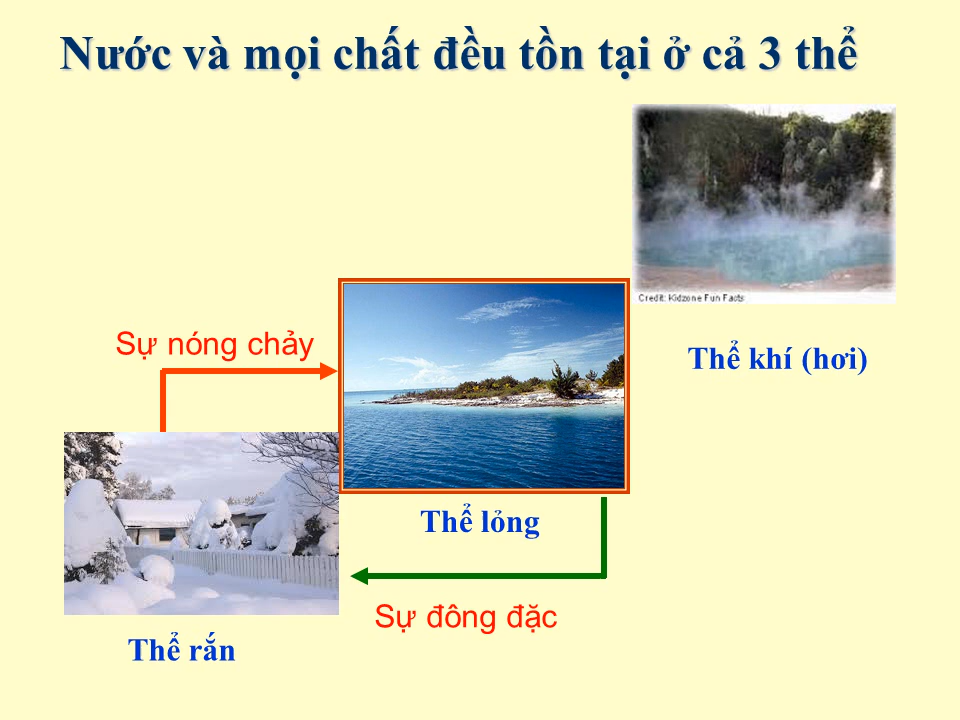 Nước và mọi chất đều tồn tại ở cả 3 thể
Credit: Kidzone Fun Facts
Sự nóng chảy
Thể khí (hơi)
Thể lỏng
Sự đông đặc
Thể rắn